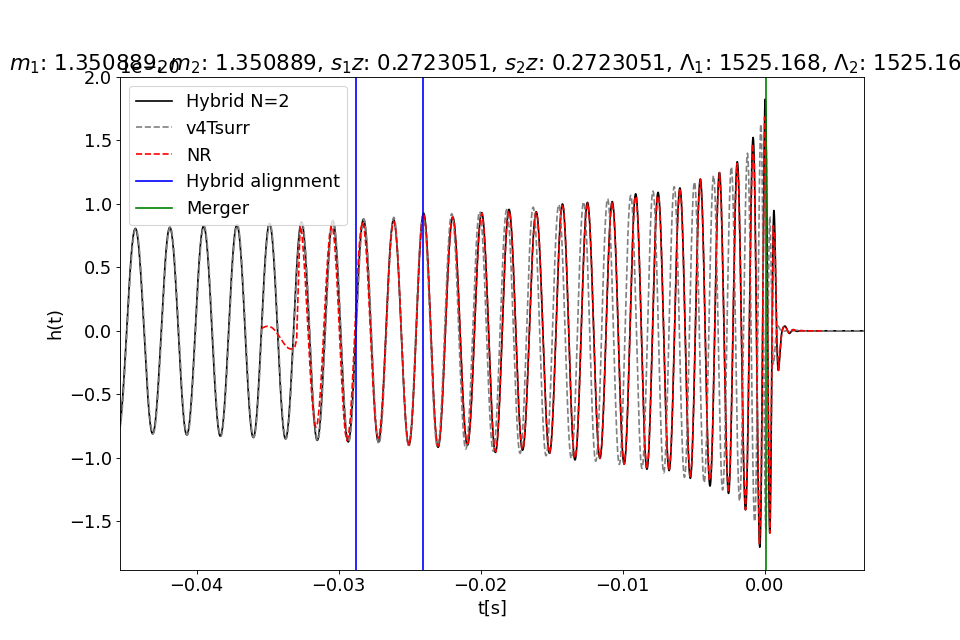 m₁: 1.350889, m₂: 1.350889, s₁z: 0.2723051, s₂z: 0.2723051, Λ₁: 1525.168, Λ₂: 1525.16
1e−20
2.0
1.5
1.0
0.5
0.0
−0.5
−1.0
−1.5
h(t)
Hybrid N=2
v4Tsurr
NR
Hybrid alignment
Merger
−0.04
−0.03
−0.02
−0.01
0.00
t[s]